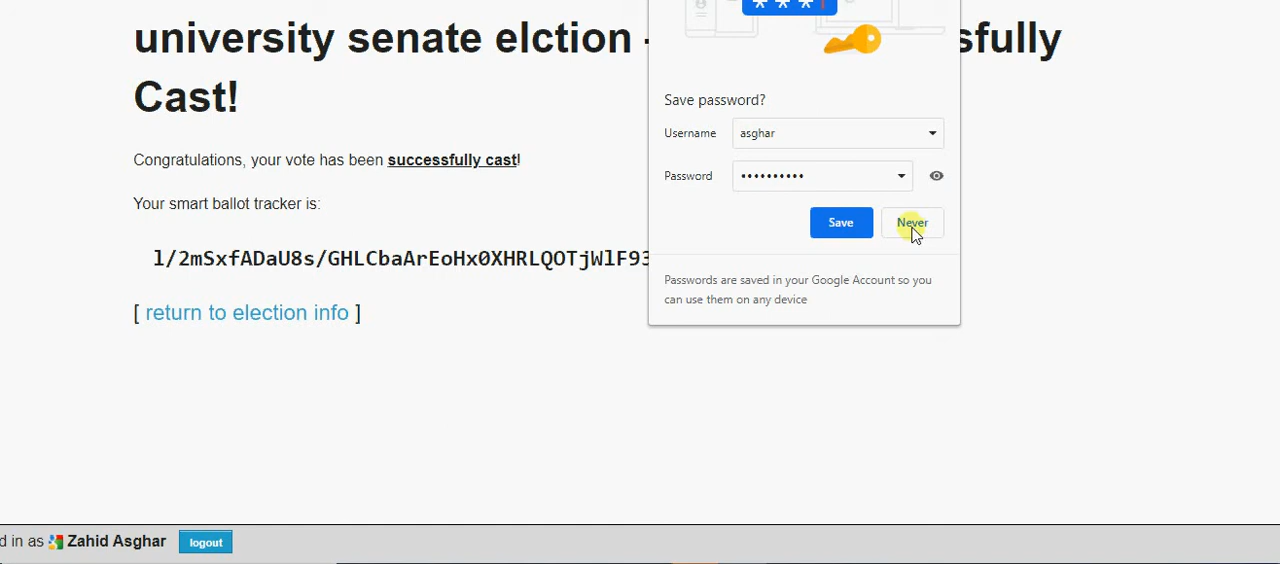 university senate elction - sfully
Cast!
Congratulations, your vote has been successfully cast!
Your smart ballot tracker is:
l/2mSxfADaU8s/GHLCbaArEoHx0XHRLQOTjWlF93
[ return to election info ]
Save password?
Username asghar
Password ••••••••••
Save Never
Passwords are saved in your Google Account so you
can use them on any device
d in as Zahid Asghar logout